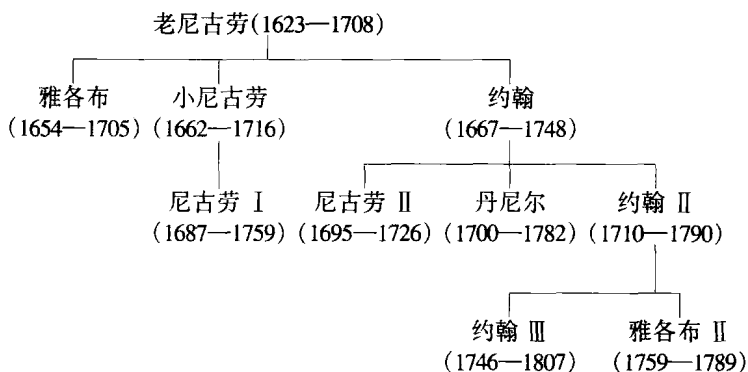 老尼古劳(1623—1708)
雅各布 小尼古劳 约翰
(1654—1705) (1662—1716) (1667—1748)
尼古劳 Ⅰ 尼古劳 Ⅱ 丹尼尔 约翰 Ⅱ
(1687—1759) (1695—1726) (1700—1782) (1710—1790)
约翰 Ⅲ 雅各布 Ⅱ
(1746—1807) (1759—1789)